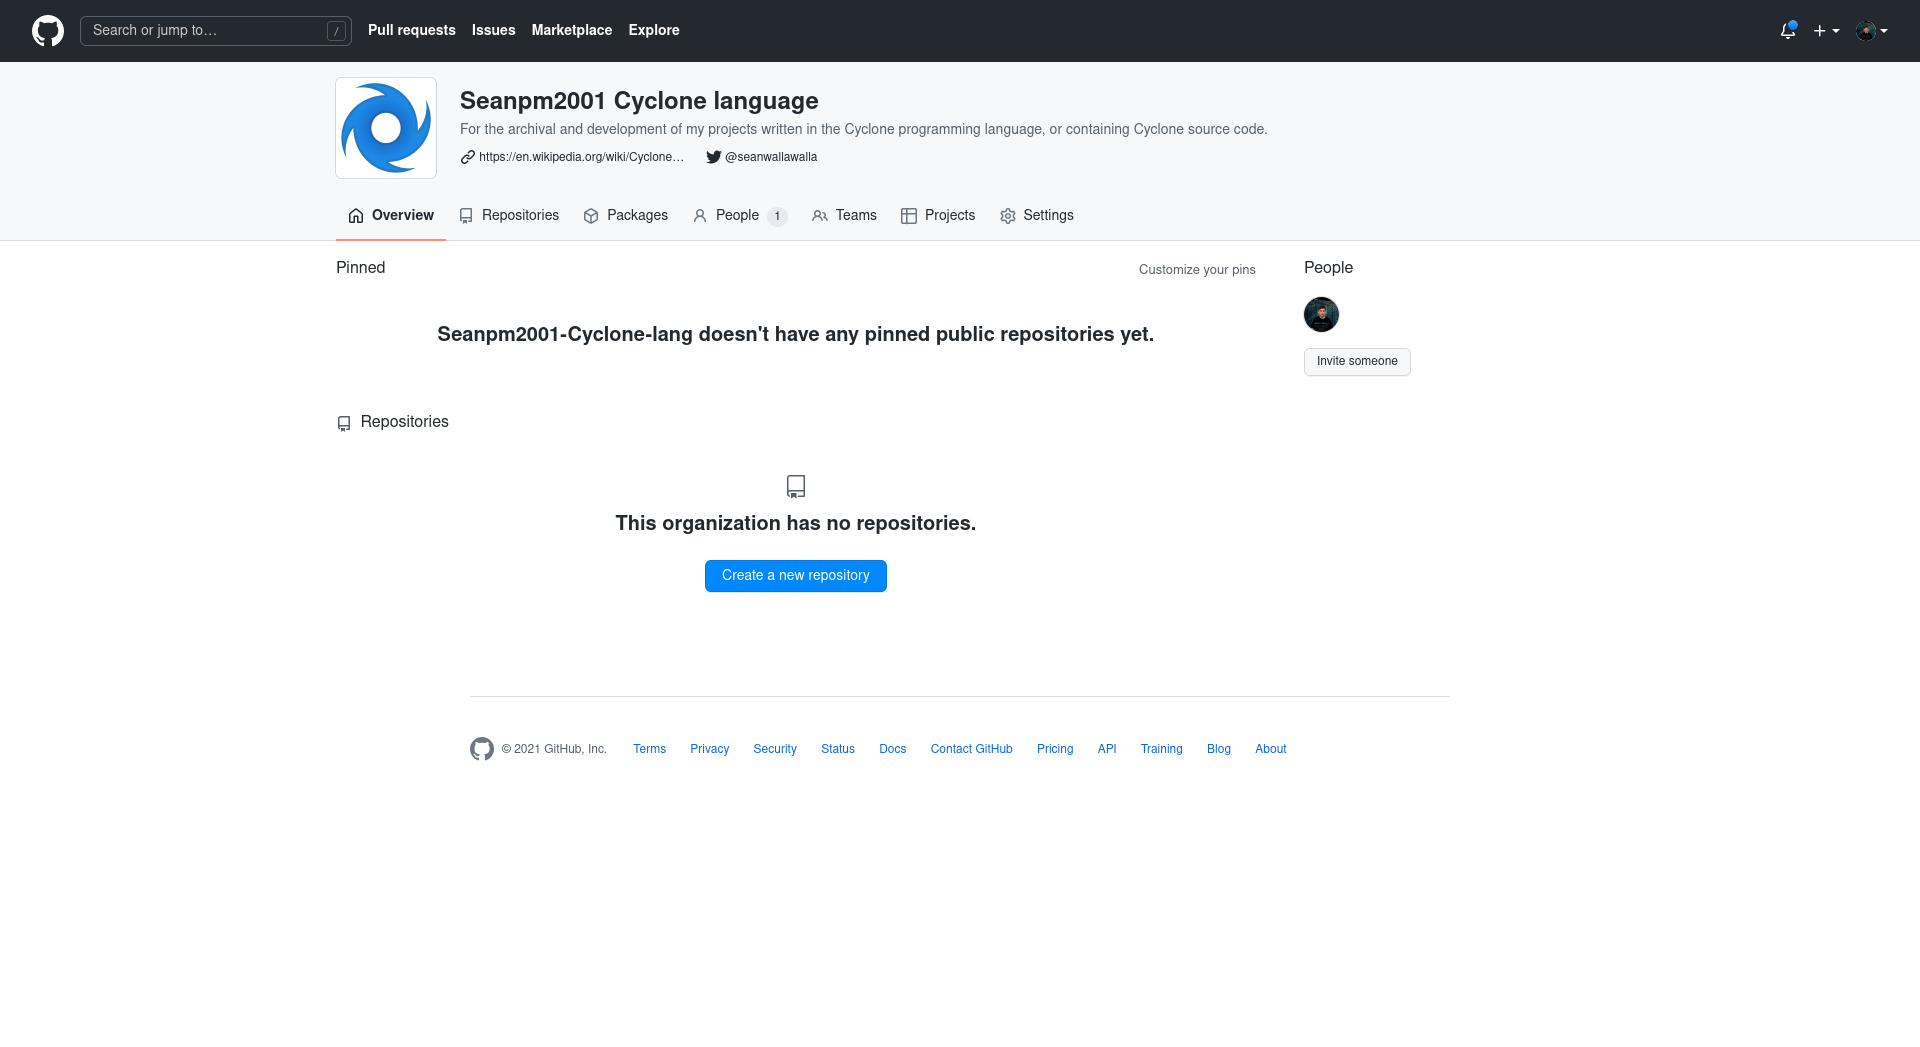 Search or jump to… /
Pull requests Issues Marketplace Explore
Seanpm2001 Cyclone language
For the archival and development of my projects written in the Cyclone programming language, or containing Cyclone source code.
https://en.wikipedia.org/wiki/Cyclone… @seanwallawalla
Overview Repositories Packages People 1 Teams Projects Settings
Pinned Customize your pins People
Seanpm2001-Cyclone-lang doesn't have any pinned public repositories yet.
Invite someone
Repositories
This organization has no repositories.
Create a new repository
© 2021 GitHub, Inc. Terms Privacy Security Status Docs Contact GitHub Pricing API Training Blog About